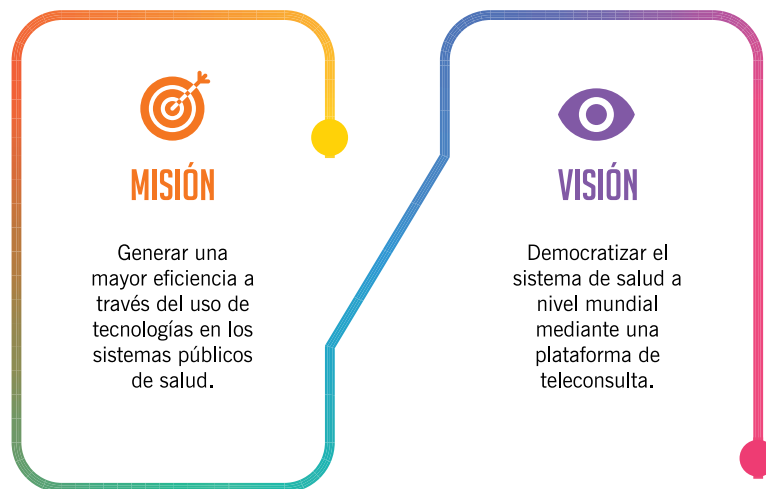 MISIÓN
Generar una
mayor eficiencia a
través del uso de
tecnologías en los
sistemas públicos
de salud.
VISIÓN
Democratizar el
sistema de salud a
nivel mundial
mediante una
plataforma de
teleconsulta.